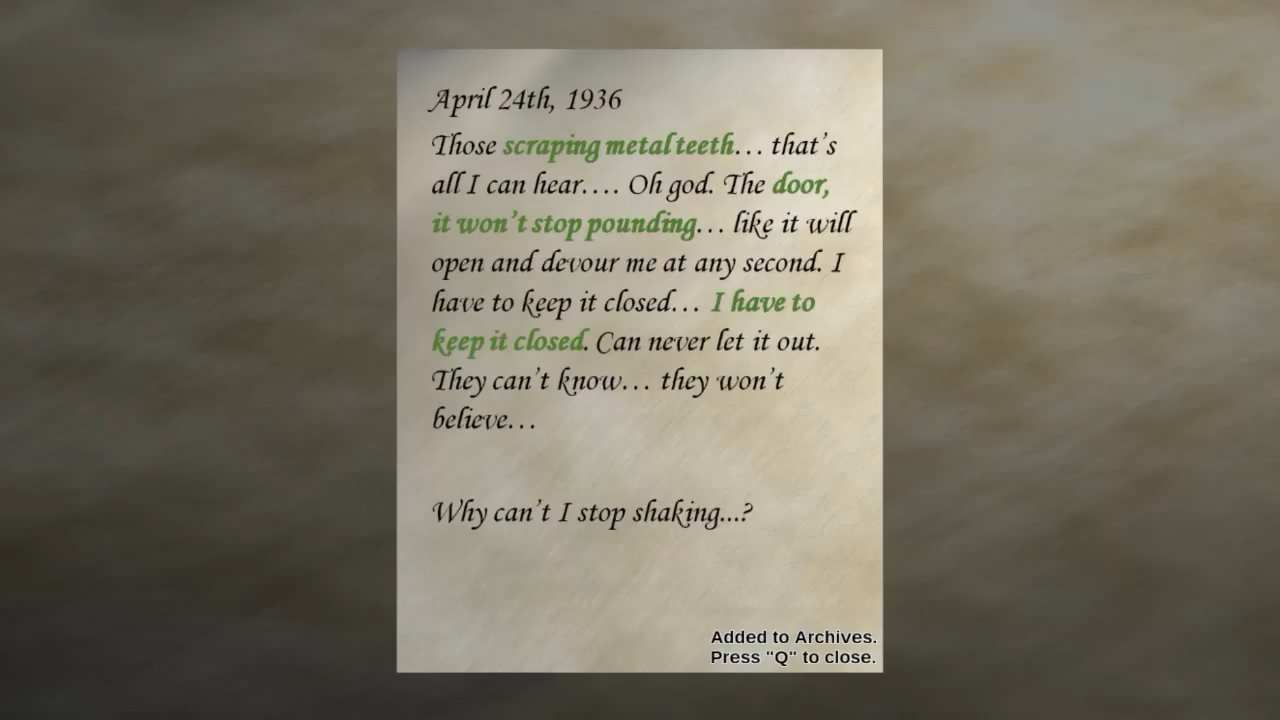 April 24th, 1936
Those scraping metal teeth… that’s
all I can hear…. Oh god. The door,
it won’t stop pounding… like it will
open and devour me at any second. I
have to keep it closed… I have to
keep it closed. Can never let it out.
They can’t know… they won’t
believe…
Why can’t I stop shaking...?
Added to Archives.
Press "Q" to close.